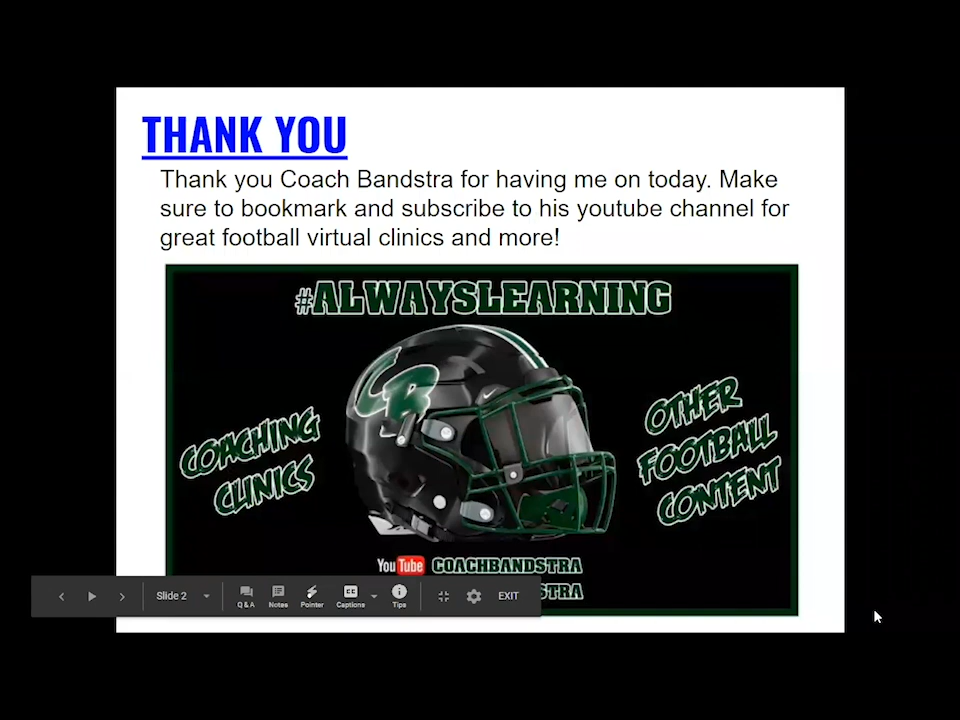 THANK YOU
Thank you Coach Bandstra for having me on today. Make
sure to bookmark and subscribe to his youtube channel for
great football virtual clinics and more!
#ALWAYSLEARNING
CB
COACHING
CLINICS
OTHER
FOOTBALL
CONTENT
YouTube COACHBANDSTRA
STRA
Slide 2
Q & A
Notes
Pointer
Captions
Tips
EXIT